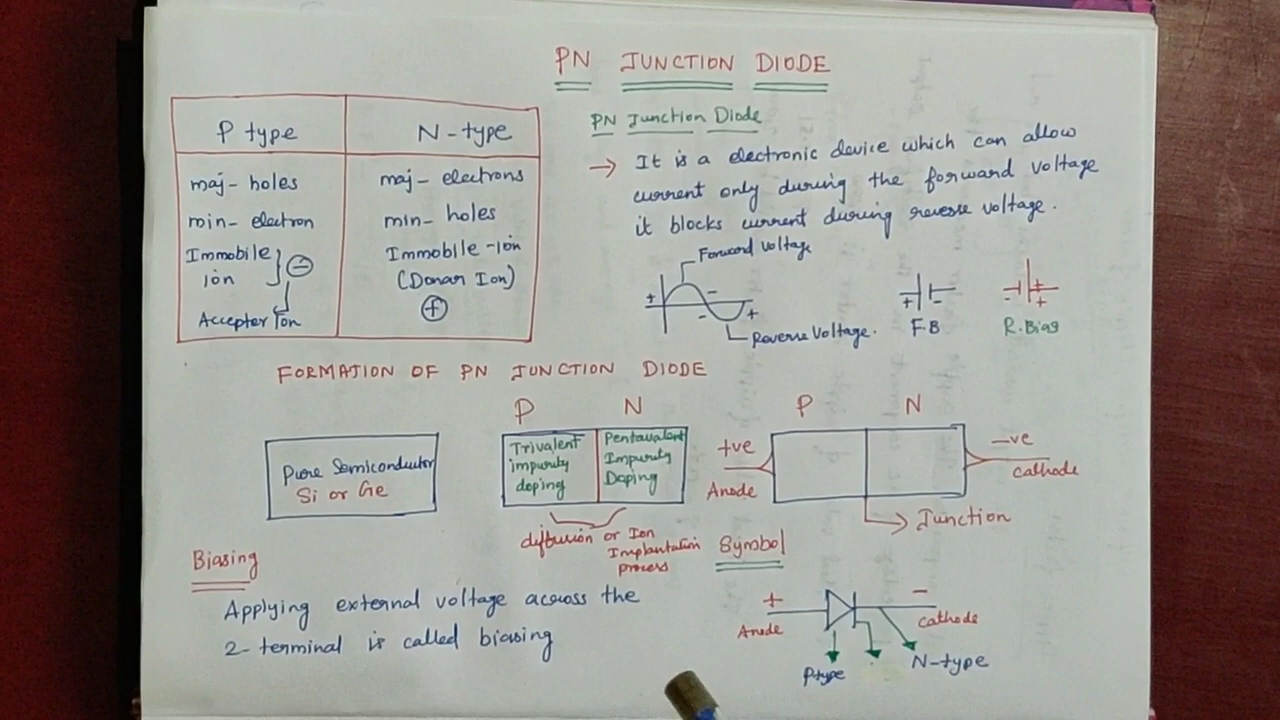 PN JUNCTION DIODE
P type
N-type
maj- holes
maj- electrons
min- electron
min- holes
Immobile
ion
Immobile-ion
(Donar Ion)
Accepter Ion
PN Junction Diode
→ It is a electronic device which can allow
current only during the forward voltage
it blocks current during reverse voltage.
Forward voltage
+ - - +
Reverse Voltage.
+ -
F.B
- +
R.Bias
FORMATION OF PN JUNCTION DIODE
Pure Semiconductor
Si or Ge
P N
Trivalent
impurity
doping
Pentavalent
Impurity
Doping
diffusion or Ion
Implantation
process
P N
+ve
Anode
-ve
cathode
Junction
Biasing
Applying external voltage across the
2-terminal is called biasing
Symbol
+ -
Anode
cathode
Ptype
N-type